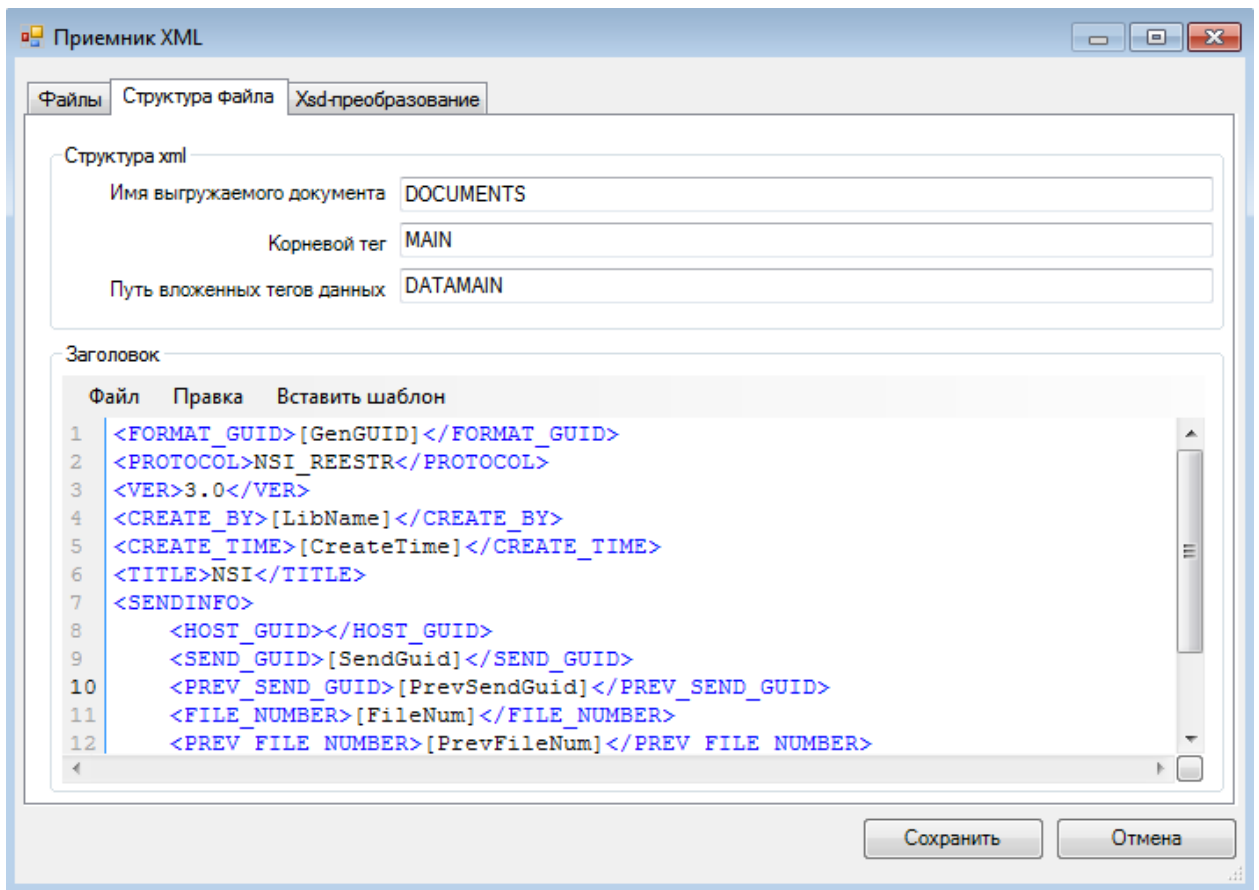 Приемник XML
Файлы Структура файла Xsd-преобразование
Структура xml
Имя выгружаемого документа DOCUMENTS
Корневой тег MAIN
Путь вложенных тегов данных DATAMAIN
Заголовок
Файл Правка Вставить шаблон
1 <FORMAT_GUID>[GenGUID]</FORMAT_GUID>
2 <PROTOCOL>NSI_REESTR</PROTOCOL>
3 <VER>3.0</VER>
4 <CREATE_BY>[LibName]</CREATE_BY>
5 <CREATE_TIME>[CreateTime]</CREATE_TIME>
6 <TITLE>NSI</TITLE>
7 <SENDINFO>
8 <HOST_GUID></HOST_GUID>
9 <SEND_GUID>[SendGuid]</SEND_GUID>
10 <PREV_SEND_GUID>[PrevSendGuid]</PREV_SEND_GUID>
11 <FILE_NUMBER>[FileNum]</FILE_NUMBER>
12 <PREV_FILE_NUMBER>[PrevFileNum]</PREV_FILE_NUMBER>
Сохранить Отмена